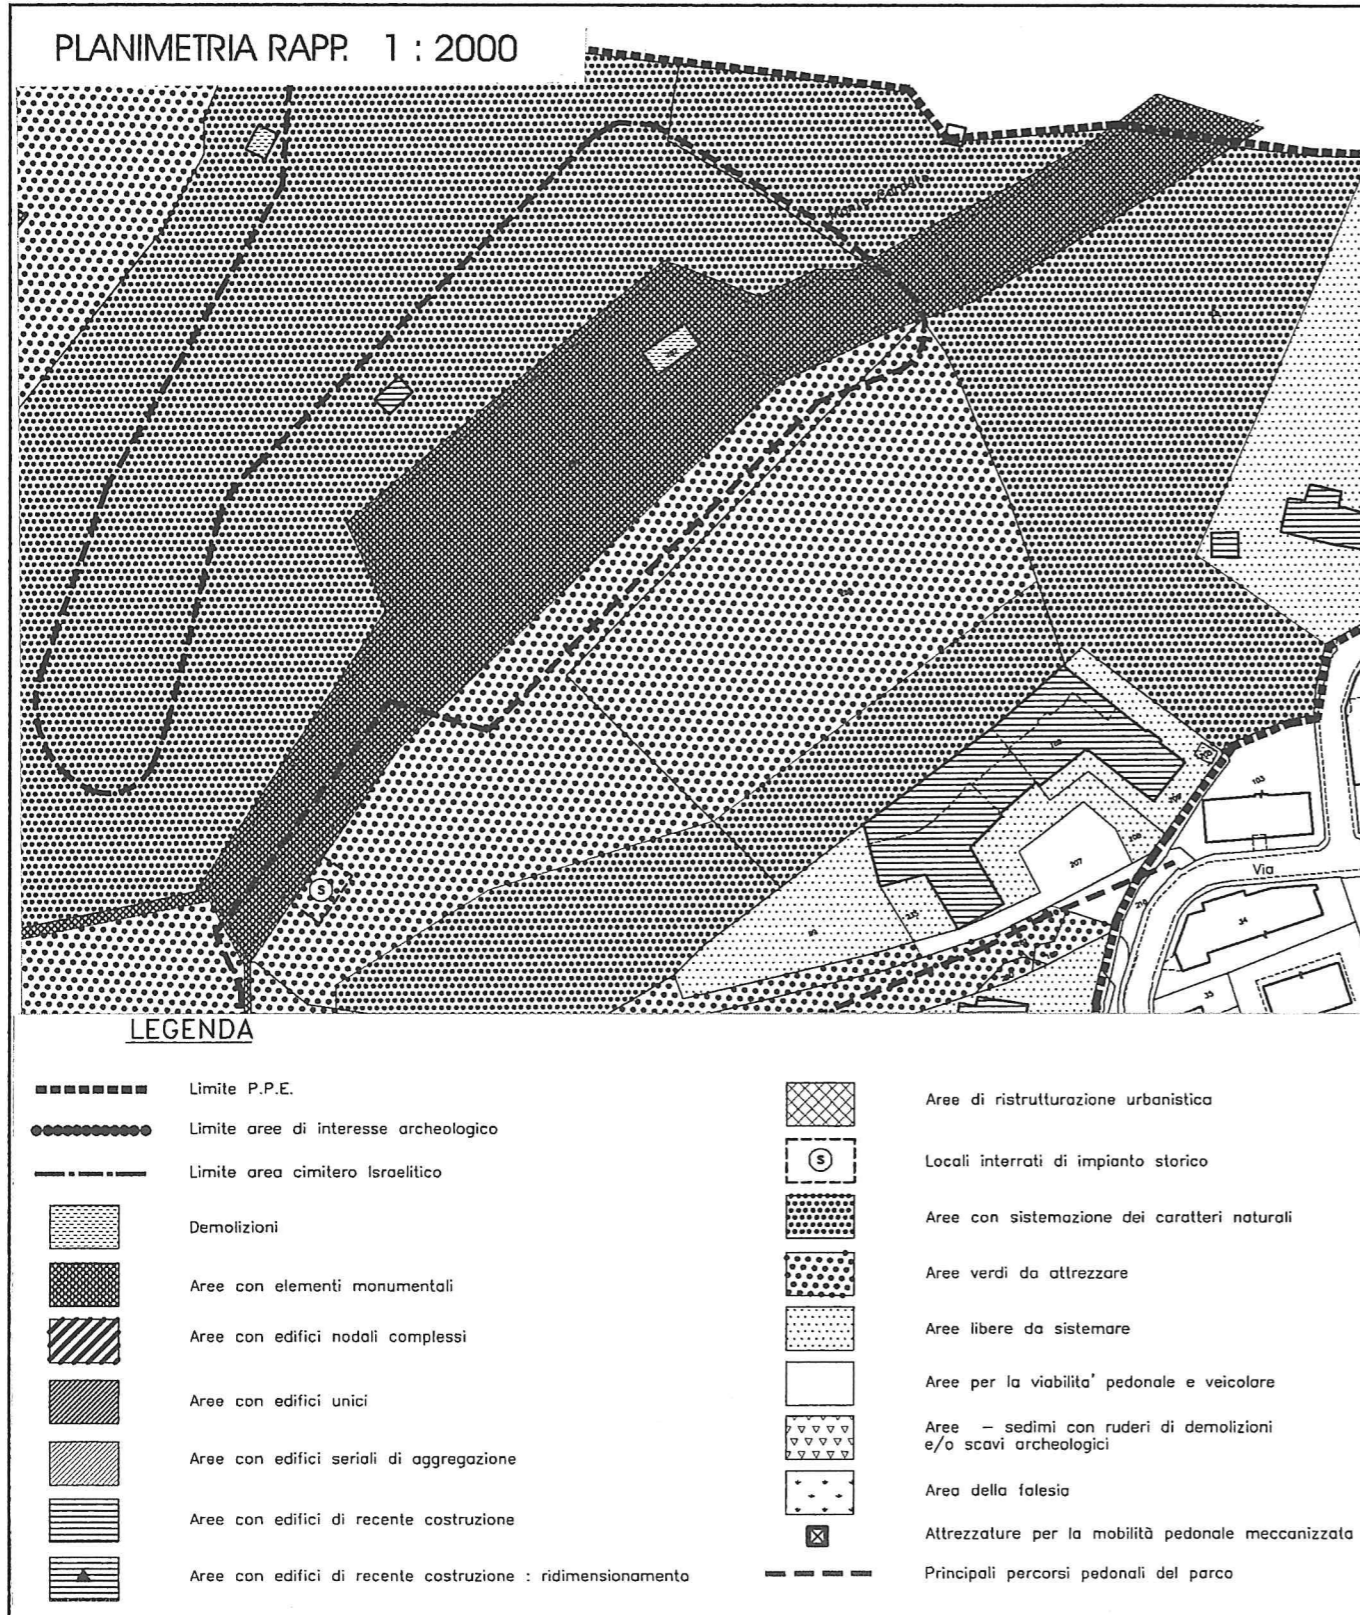 PLANIMETRIA RAPP. 1 : 2000
S
103
102
207
Via
34
35
LEGENDA
Limite P.P.E.
Limite aree di interesse archeologico
Limite area cimitero Israelitico
Demolizioni
Aree con elementi monumentali
Aree con edifici nodali complessi
Aree con edifici unici
Aree con edifici seriali di aggregazione
Aree con edifici di recente costruzione
Aree con edifici di recente costruzione : ridimensionamento
Aree di ristrutturazione urbanistica
S
Locali interrati di impianto storico
Aree con sistemazione dei caratteri naturali
Aree verdi da attrezzare
Aree libere da sistemare
Aree per la viabilita' pedonale e veicolare
Aree – sedimi con ruderi di demolizioni
e/o scavi archeologici
Area della falesia
Attrezzature per la mobilità pedonale meccanizzata
Principali percorsi pedonali del parco